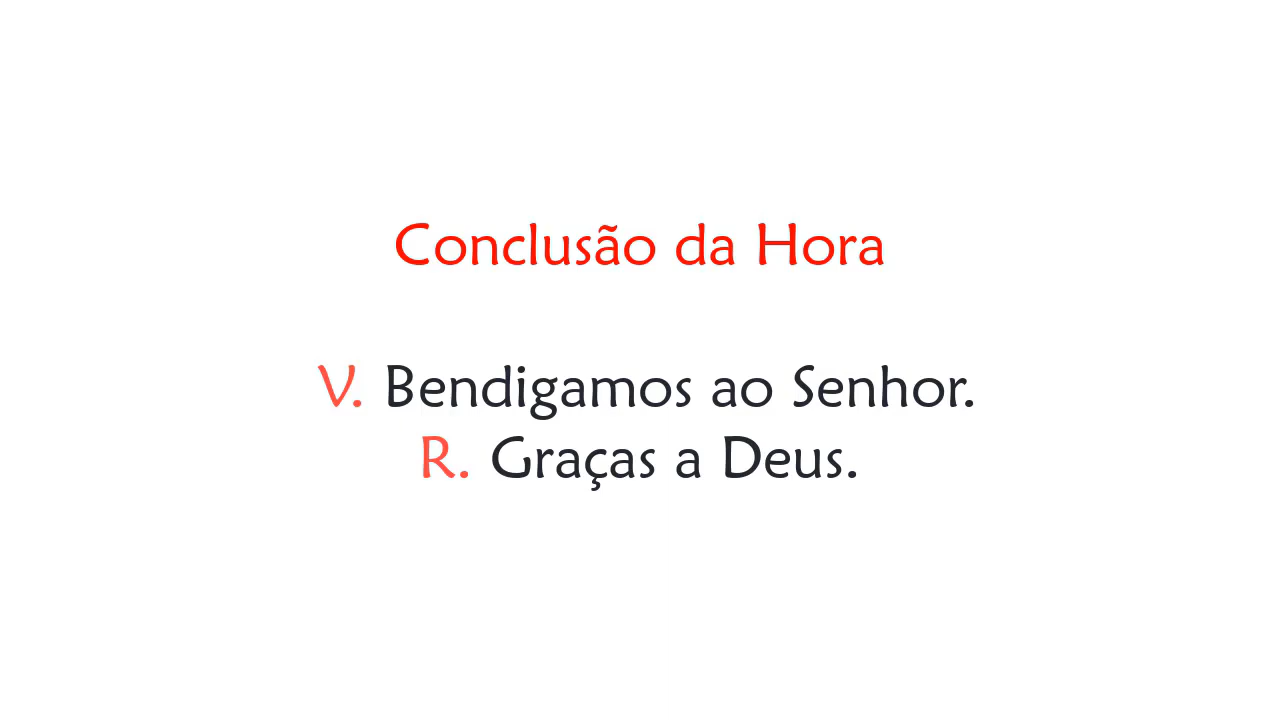 Conclusão da Hora
V. Bendigamos ao Senhor.
R. Graças a Deus.